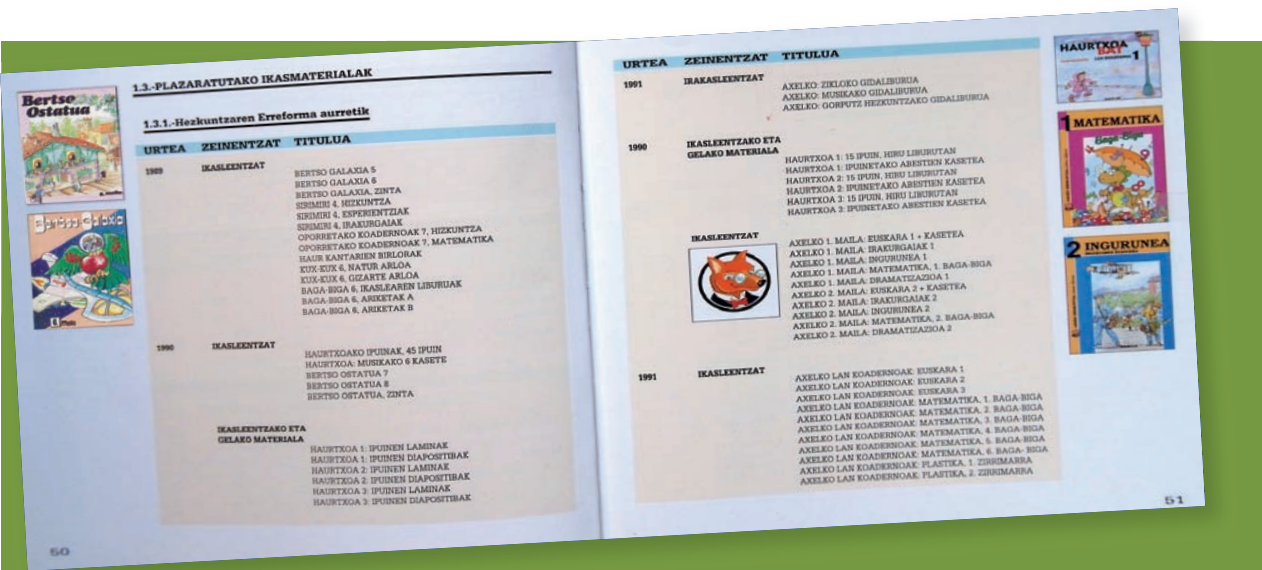 Bertso
Ostatua
Bertso Galaxia
1.3.-PLAZARATUTAKO IKASMATERIALAK
1.3.1.-Hezkuntzaren Erreforma aurretik
URTEA ZEINENTZAT TITULUA
1989 IKASLEENTZAT
BERTSO GALAXIA 5
BERTSO GALAXIA 6
BERTSO GALAXIA, ZINTA
SIRIMIRI 4, HIZKUNTZA
SIRIMIRI 4, ESPERIENTZIAK
SIRIMIRI 4, IRAKURGAIAK
OPORRETAKO KOADERNOAK 7, HIZKUNTZA
OPORRETAKO KOADERNOAK 7, MATEMATIKA
HAUR KANTARIEN BIRLORAK
KUX-KUX 6, NATUR ARLOA
KUX-KUX 6, GIZARTE ARLOA
BAGA-BIGA 6, IKASLEAREN LIBURUAK
BAGA-BIGA 6, ARIKETAK A
BAGA-BIGA 6, ARIKETAK B
1990 IKASLEENTZAT
HAURTXOAKO IPUINAK, 45 IPUIN
HAURTXOA: MUSIKAKO 6 KASETE
BERTSO OSTATUA 7
BERTSO OSTATUA 8
BERTSO OSTATUA, ZINTA
IKASLEENTZAKO ETA
GELAKO MATERIALA
HAURTXOA 1: IPUINEN LAMINAK
HAURTXOA 1: IPUINEN DIAPOSITIBAK
HAURTXOA 2: IPUINEN LAMINAK
HAURTXOA 2: IPUINEN DIAPOSITIBAK
HAURTXOA 3: IPUINEN LAMINAK
HAURTXOA 3: IPUINEN DIAPOSITIBAK
50
URTEA ZEINENTZAT TITULUA
1991 IRAKASLEENTZAT
AXELKO: ZIKLOKO GIDALIBURUA
AXELKO: MUSIKAKO GIDALIBURUA
AXELKO: GORPUTZ HEZKUNTZAKO GIDALIBURUA
1990 IKASLEENTZAKO ETA
GELAKO MATERIALA
HAURTXOA 1: 15 IPUIN, HIRU LIBURUTAN
HAURTXOA 1: IPUINETAKO ABESTIEN KASETEA
HAURTXOA 2: 15 IPUIN, HIRU LIBURUTAN
HAURTXOA 2: IPUINETAKO ABESTIEN KASETEA
HAURTXOA 3: 15 IPUIN, HIRU LIBURUTAN
HAURTXOA 3: IPUINETAKO ABESTIEN KASETEA
IKASLEENTZAT
AXELKO 1. MAILA: EUSKARA 1 + KASETEA
AXELKO 1. MAILA: IRAKURGAIAK 1
AXELKO 1. MAILA: INGURUNEA 1
AXELKO 1. MAILA: MATEMATIKA, 1. BAGA-BIGA
AXELKO 1. MAILA: DRAMATIZAZIOA 1
AXELKO 2. MAILA: EUSKARA 2 + KASETEA
AXELKO 2. MAILA: IRAKURGAIAK 2
AXELKO 2. MAILA: INGURUNEA 2
AXELKO 2. MAILA: MATEMATIKA, 2. BAGA-BIGA
AXELKO 2. MAILA: DRAMATIZAZIOA 2
1991 IKASLEENTZAT
AXELKO LAN KOADERNOAK: EUSKARA 1
AXELKO LAN KOADERNOAK: EUSKARA 2
AXELKO LAN KOADERNOAK: EUSKARA 3
AXELKO LAN KOADERNOAK: MATEMATIKA, 1. BAGA-BIGA
AXELKO LAN KOADERNOAK: MATEMATIKA, 2. BAGA-BIGA
AXELKO LAN KOADERNOAK: MATEMATIKA, 3. BAGA-BIGA
AXELKO LAN KOADERNOAK: MATEMATIKA, 4. BAGA-BIGA
AXELKO LAN KOADERNOAK: MATEMATIKA, 5. BAGA-BIGA
AXELKO LAN KOADERNOAK: MATEMATIKA, 6. BAGA- BIGA
AXELKO LAN KOADERNOAK: PLASTIKA, 1. ZIRRIMARRA
AXELKO LAN KOADERNOAK: PLASTIKA, 2. ZIRRIMARRA
HAURTXOA
BAT
1
1 MATEMATIKA
Baga-Biga
2 INGURUNEA
51